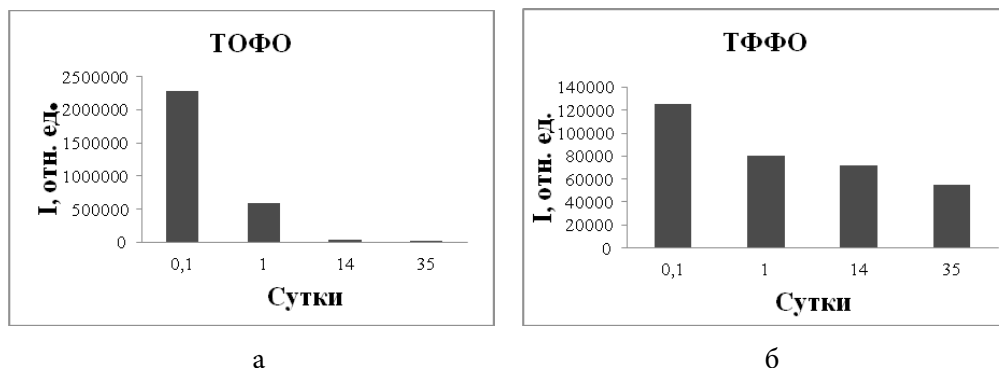 ТОФО
I, отн. ед.
2500000
2000000
1500000
1000000
500000
0
0,1 1 14 35
Сутки
а
ТФФО
I, отн. ед.
140000
120000
100000
80000
60000
40000
20000
0
0,1 1 14 35
Сутки
б